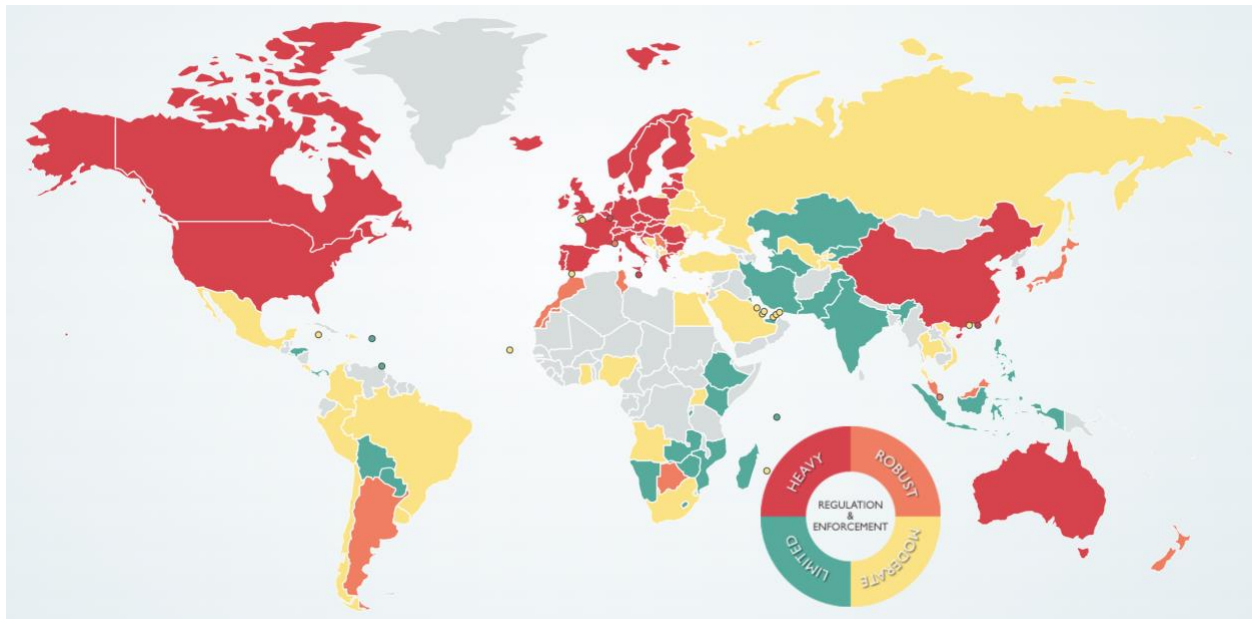 HEAVY
ROBUST
REGULATION
&
ENFORCEMENT
LIMITED
MODERATE